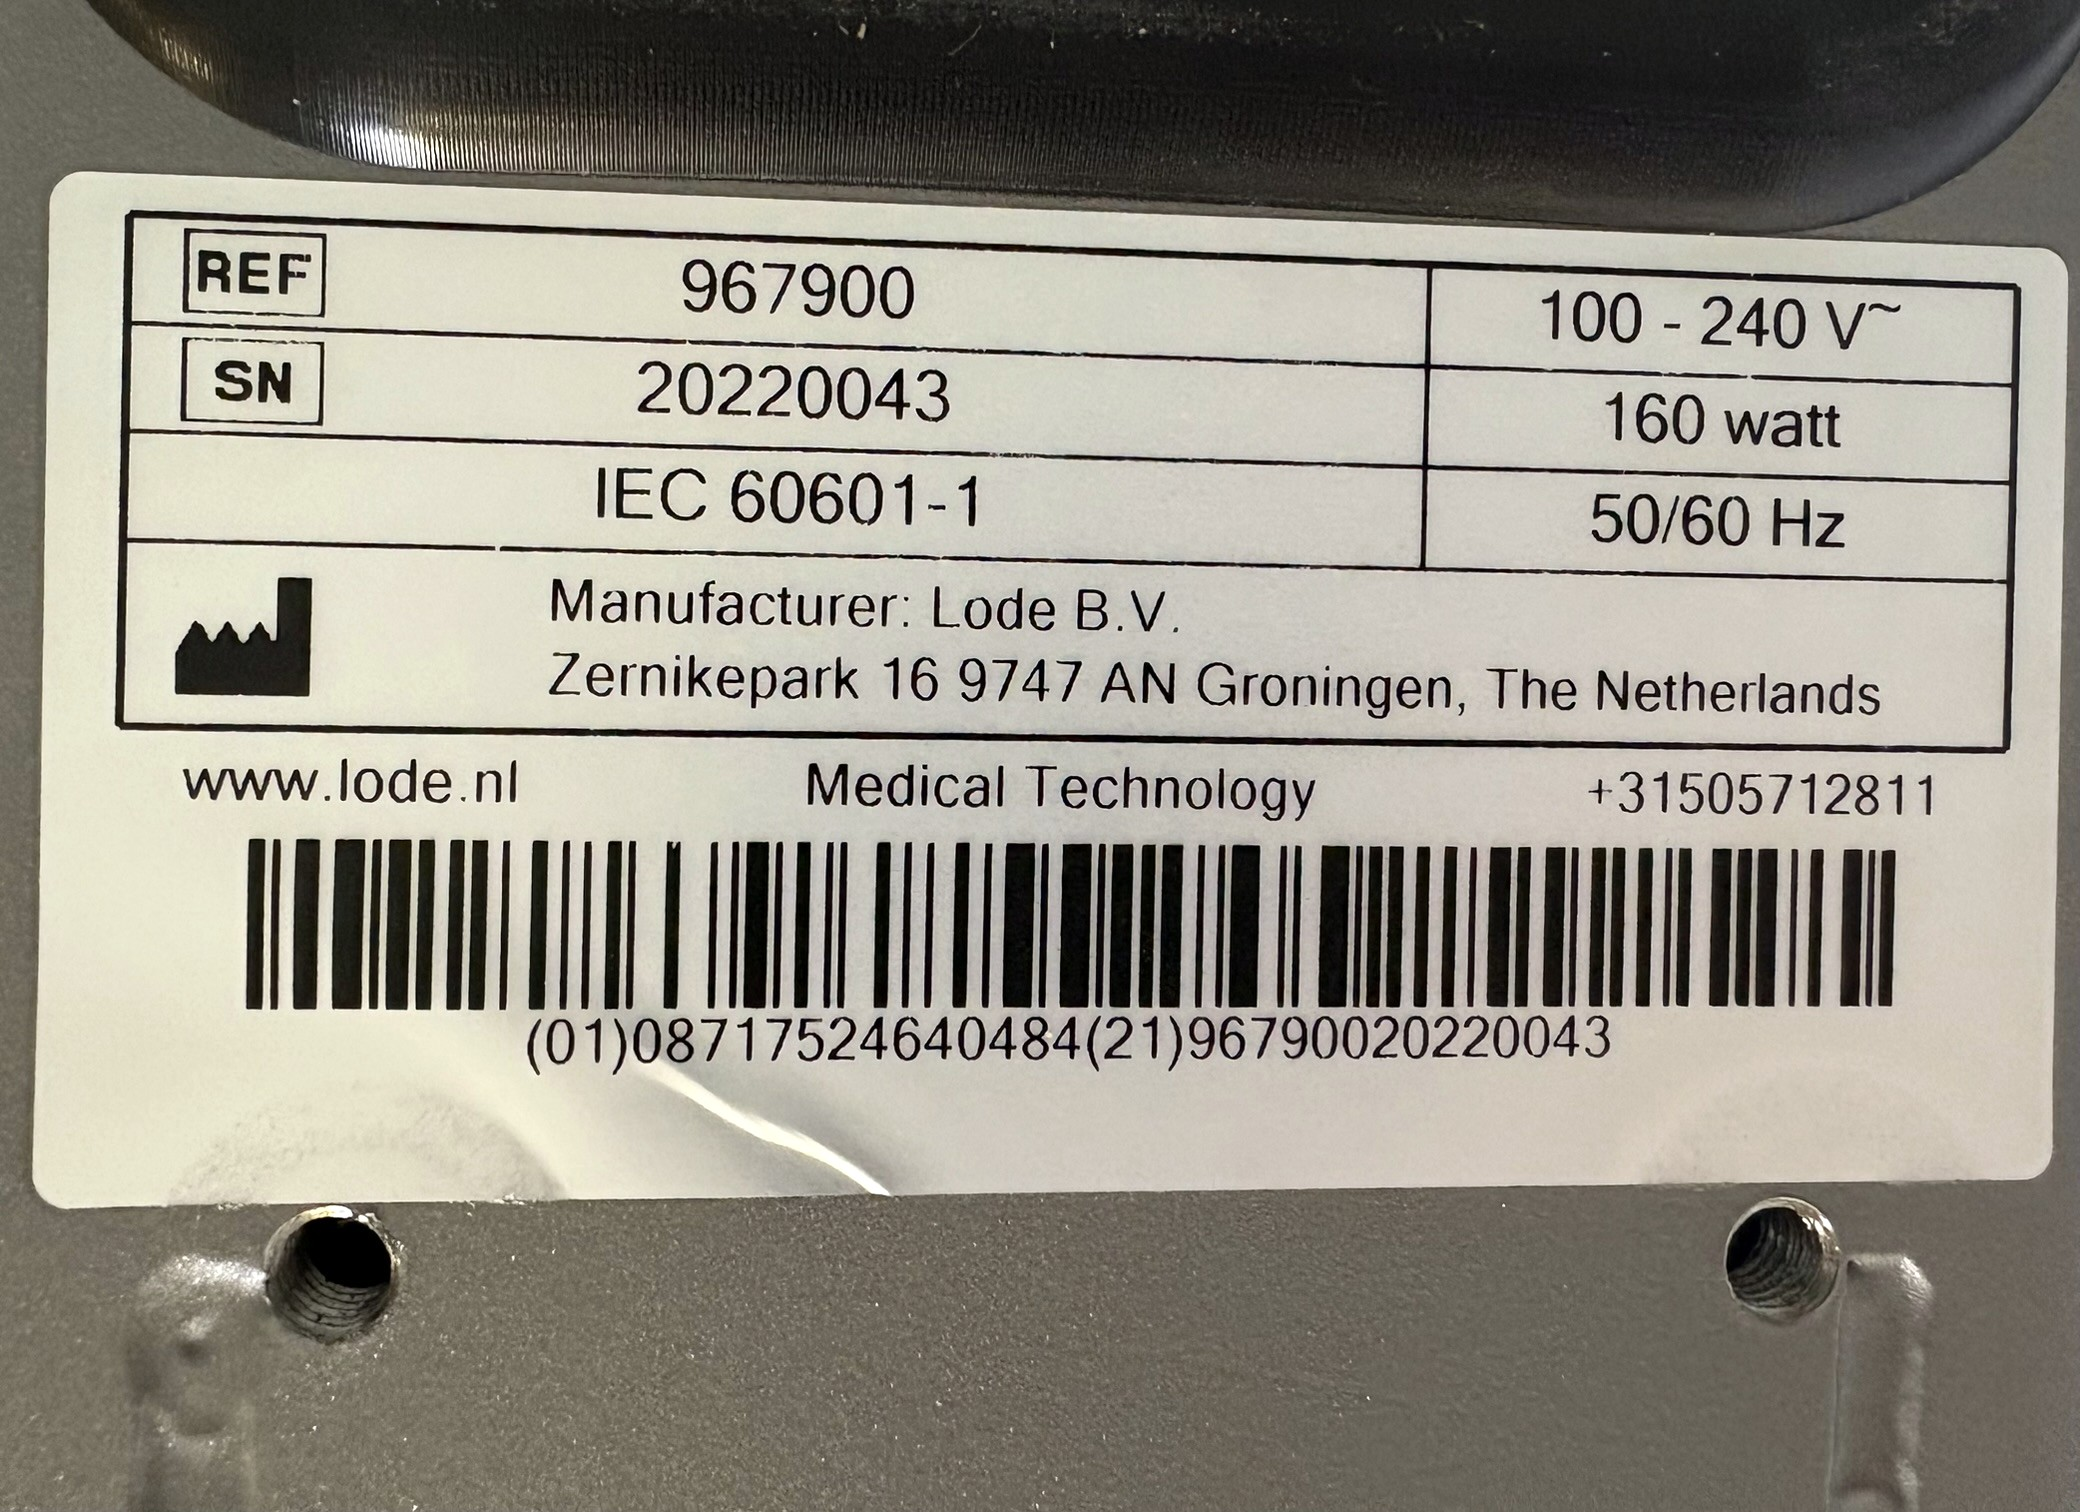 REF 967900 100 - 240 V~
SN 20220043 160 watt
IEC 60601-1 50/60 Hz
Manufacturer: Lode B.V.
Zernikepark 16 9747 AN Groningen, The Netherlands
www.lode.nl Medical Technology +31505712811
(01)08717524640484(21)96790020220043